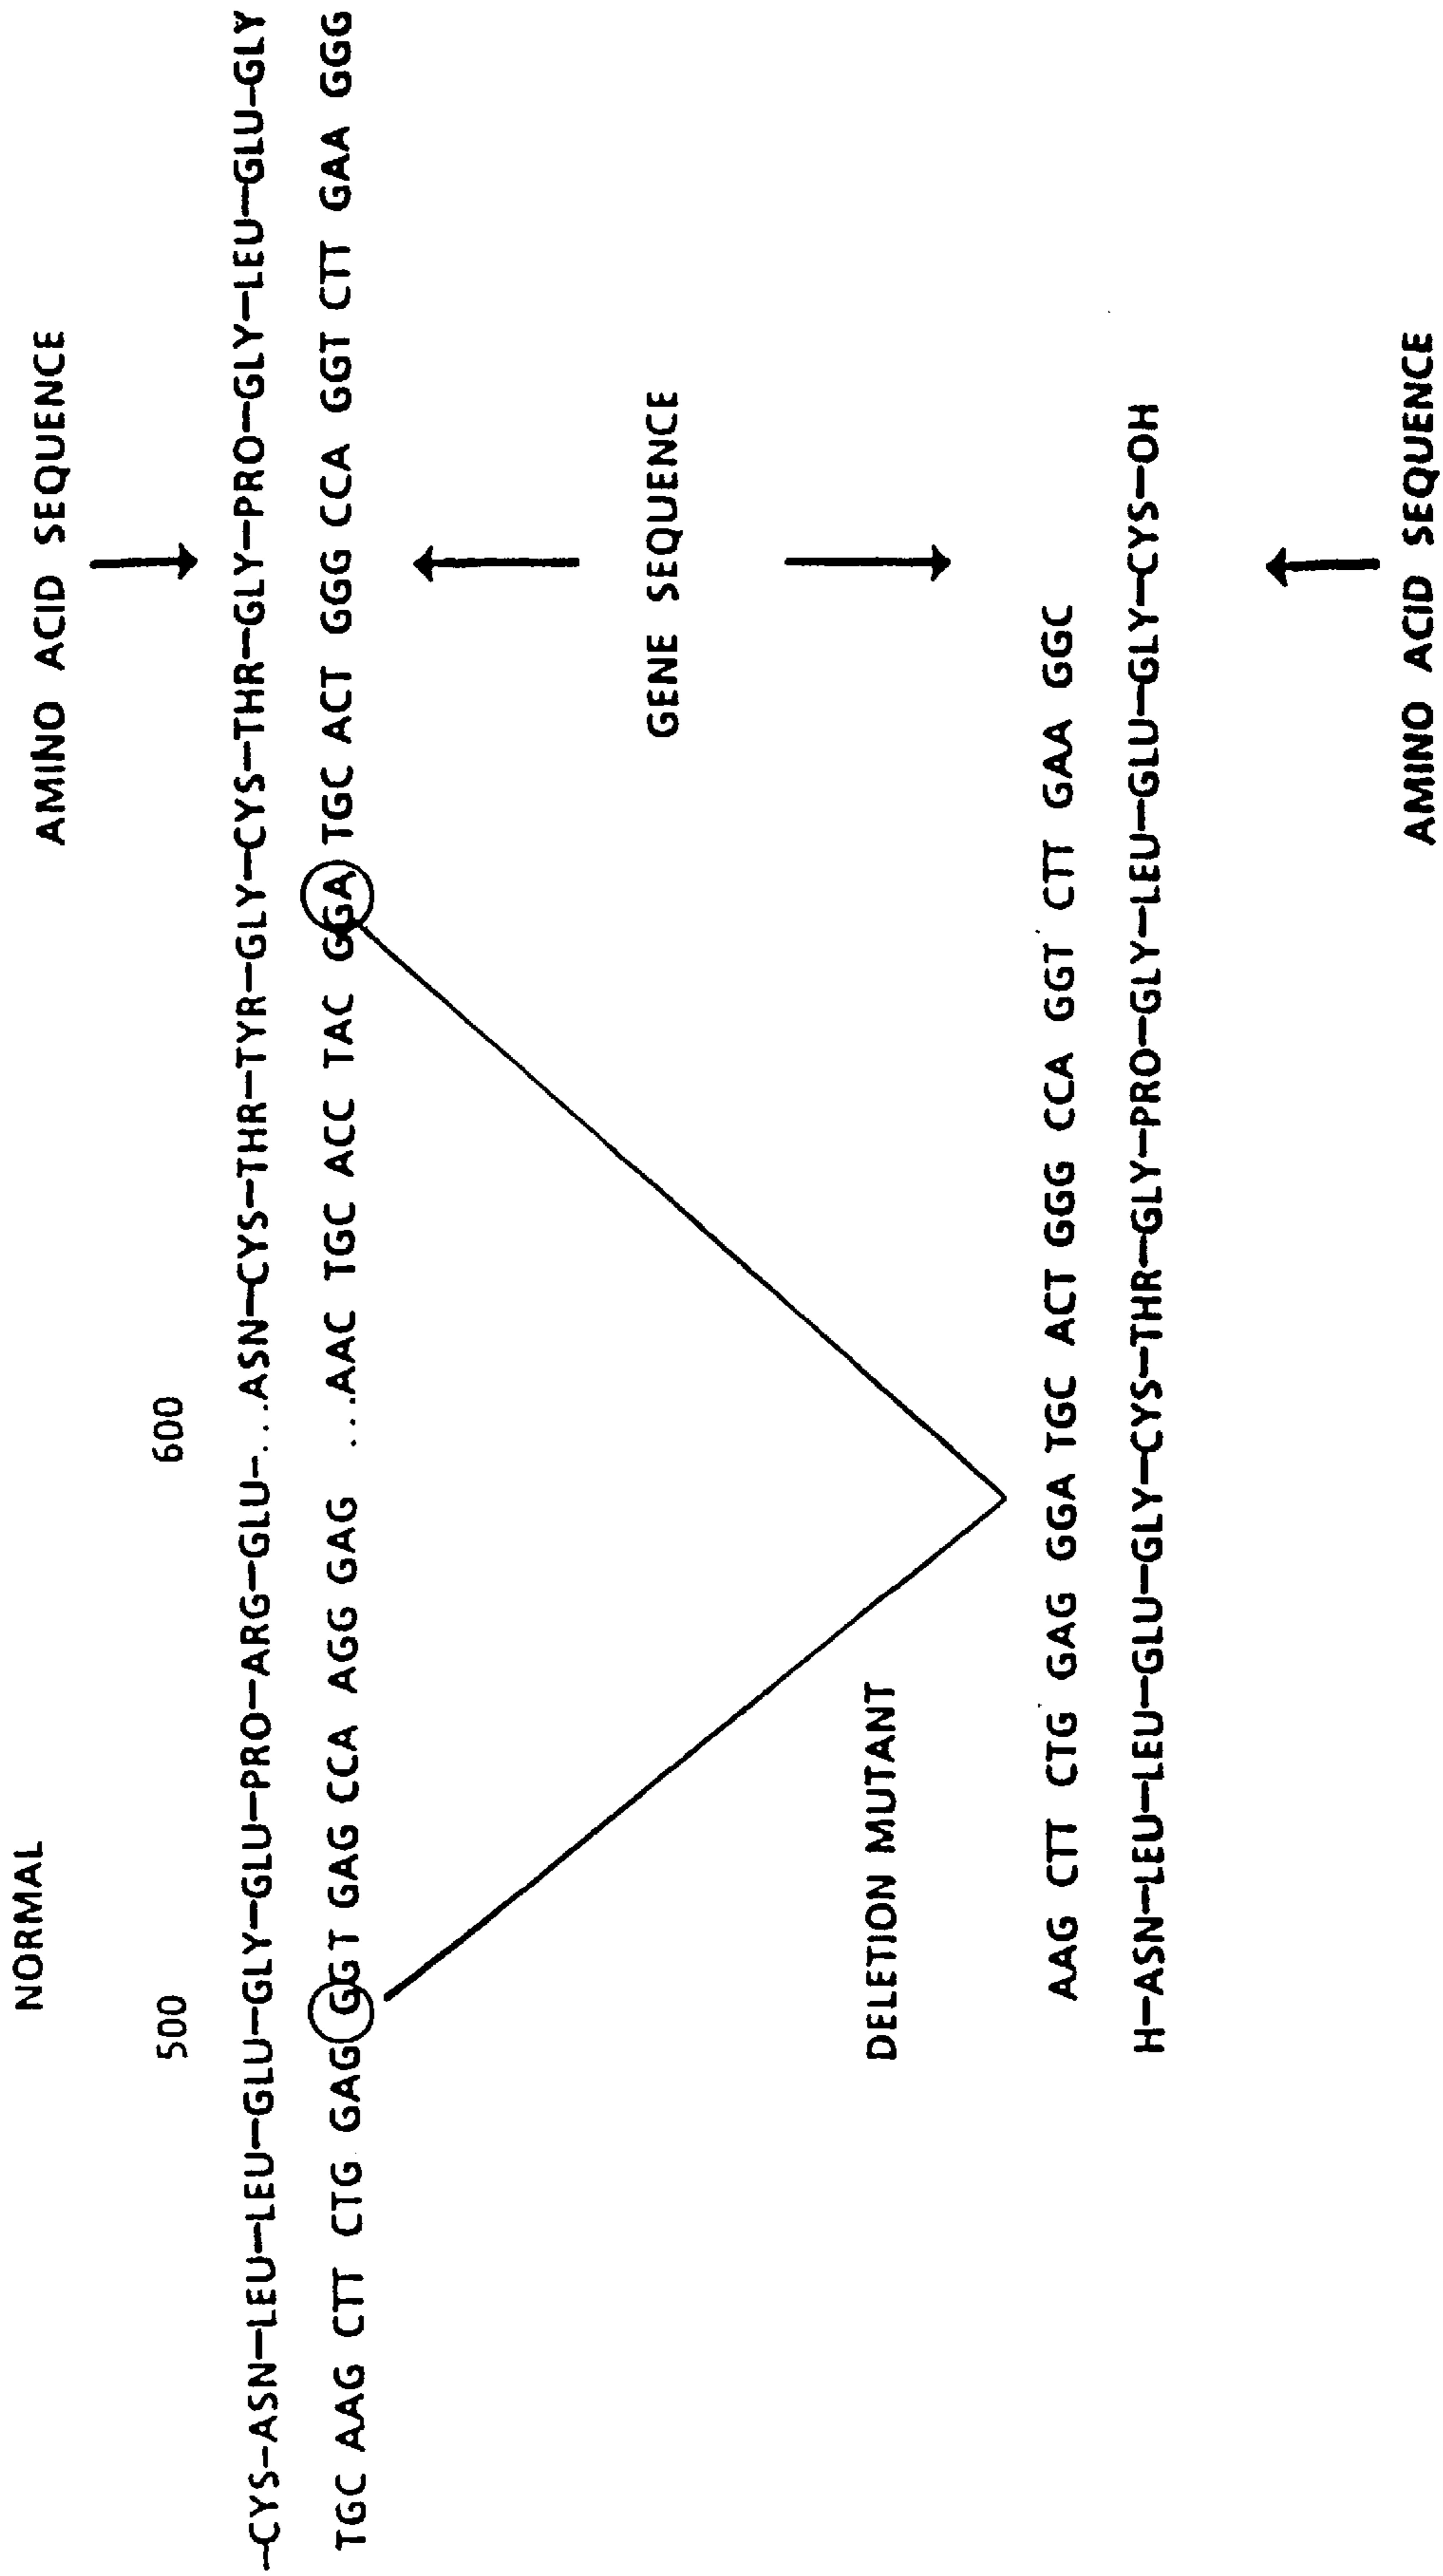 NORMAL
AMINO ACID SEQUENCE
500
600
—CYS—ASN—LEU—LEU—GLU—GLY—GLU—PRO—ARG—GLU—...ASN—CYS—THR—TYR—GLY—CYS—THR—GLY—PRO—GLY—LEU—GLU—GLY
TGC AAG CTT CTG GAG GGT GAG CCA AGG GAG ...AAC TGC ACC TAC GGA TGC ACT GGG CCA GGT CTT GAA GGG
GENE SEQUENCE
DELETION MUTANT
AAG CTT CTG GAG GGA TGC ACT GGG CCA GGT CTT GAA GGC
H—ASN—LEU—LEU—GLU—GLY—CYS—THR—GLY—PRO—GLY—LEU—GLU—GLY—CYS—OH
AMINO ACID SEQUENCE